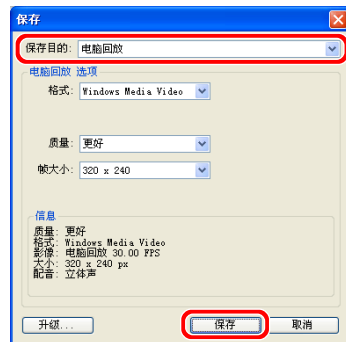 保存
保存目的: 电脑回放
电脑回放 选项
格式: Windows Media Video
质量: 更好
帧大小: 320 x 240
信息
质量: 更好
格式: Windows Media Video
影像: 电脑回放 30.00 FPS
大小: 320 x 240 px
配音: 立体声
升级... 保存 取消